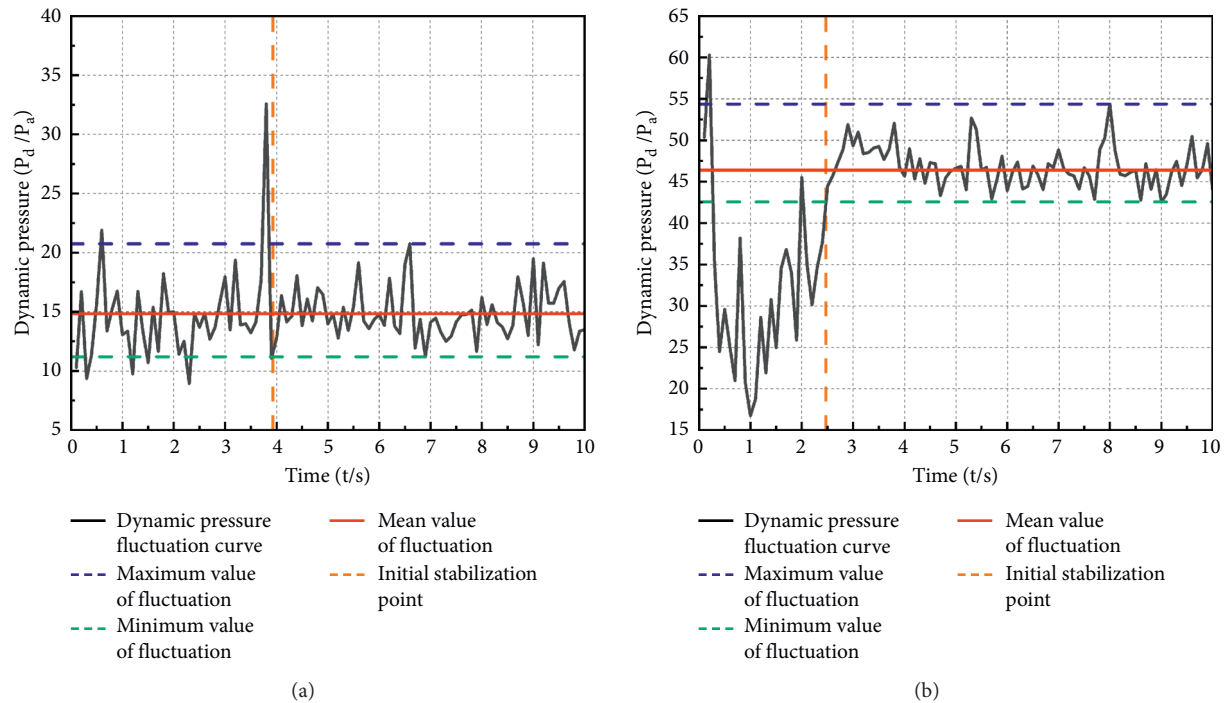 (a)
40
35
30
25
20
15
10
5
Dynamic pressure (Pd /Pa)
0 1 2 3 4 5 6 7 8 9 10
Time (t/s)
Dynamic pressure
fluctuation curve
Maximum value
of fluctuation
Minimum value
of fluctuation
Mean value
of fluctuation
Initial stabilization
point
(b)
65
60
55
50
45
40
35
30
25
20
15
Dynamic pressure (Pd /Pa)
0 1 2 3 4 5 6 7 8 9 10
Time (t/s)
Dynamic pressure
fluctuation curve
Maximum value
of fluctuation
Minimum value
of fluctuation
Mean value
of fluctuation
Initial stabilization
point
(a)
(b)